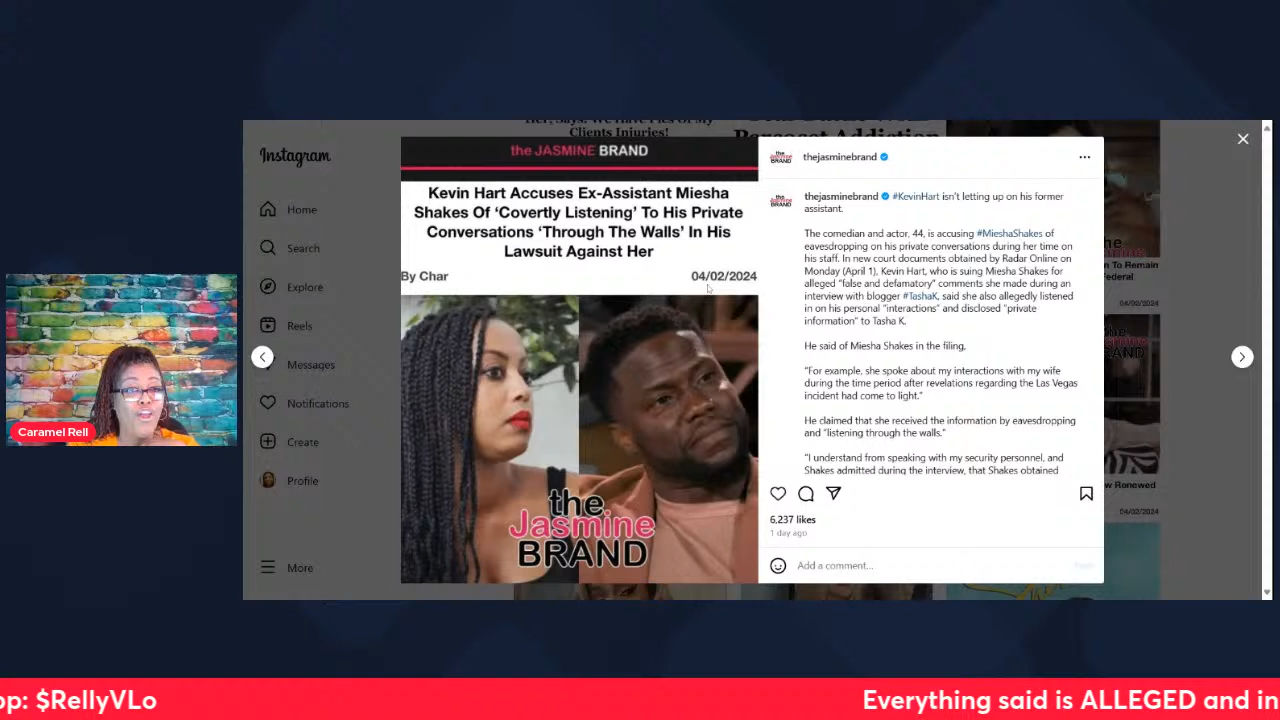 Clients Injuries!
Percocet Addiction
Instagram
Home
Search
Explore
Reels
Messages
Notifications
Create
Profile
More
the JASMINE BRAND
Kevin Hart Accuses Ex-Assistant Miesha
Shakes Of ‘Covertly Listening’ To His Private
Conversations ‘Through The Walls’ In His
Lawsuit Against Her
By Char
04/02/2024
the
Jasmine
BRAND
thejasminebrand
thejasminebrand #KevinHart isn’t letting up on his former
assistant.
The comedian and actor, 44, is accusing #MieshaShakes of
eavesdropping on his private conversations during her time on
his staff. In new court documents obtained by Radar Online on
Monday (April 1), Kevin Hart, who is suing Miesha Shakes for
alleged “false and defamatory” comments she made during an
interview with blogger #TashaK, said she also allegedly listened
in on his personal “interactions” and disclosed “private
information” to Tasha K.
He said of Miesha Shakes in the filing,
“For example, she spoke about my interactions with my wife
during the time period after revelations regarding the Las Vegas
incident had come to light.”
He claimed that she received the information by eavesdropping
and “listening through the walls.”
“I understand from speaking with my security personnel, and
Shakes admitted during the interview, that Shakes obtained
6,237 likes
1 day ago
Add a comment...
To Remain
Federal
04/02/2024
Now Renewed
04/02/2024
Caramel Rell
op: $RellyVLo
Everything said is ALLEGED and in